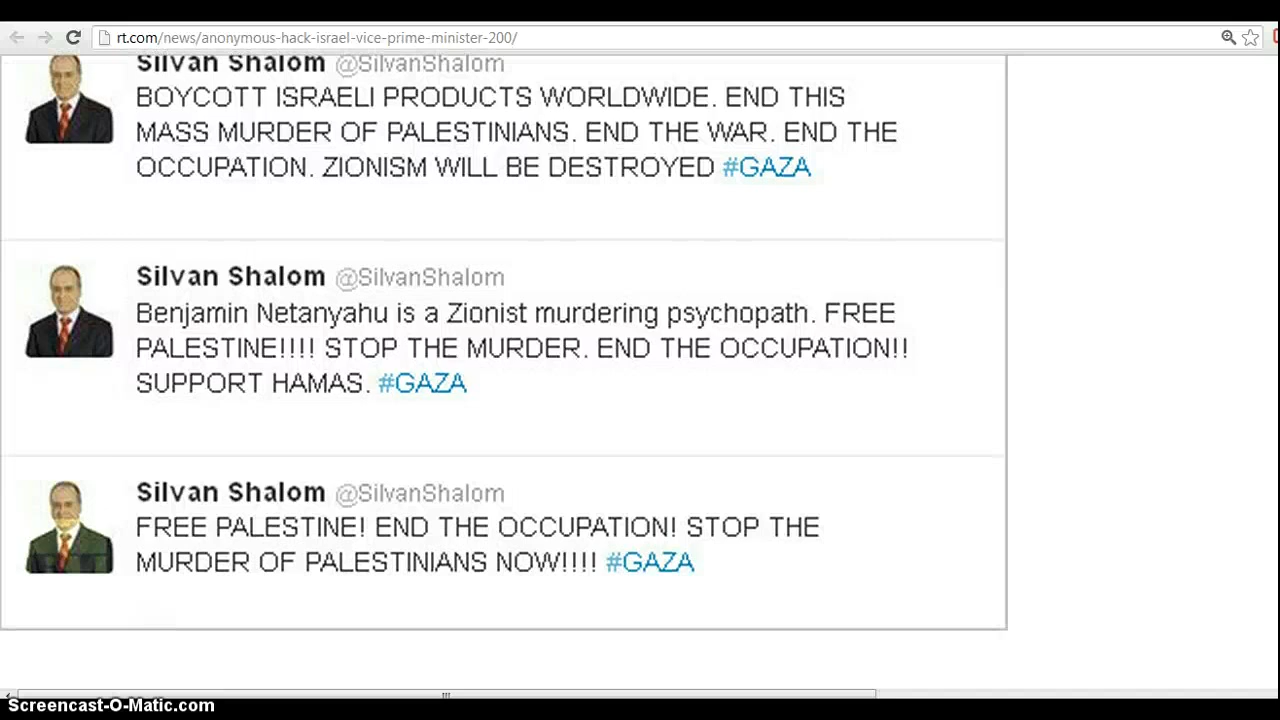 rt.com/news/anonymous-hack-israel-vice-prime-minister-200/
Silvan Shalom @SilvanShalom
BOYCOTT ISRAELI PRODUCTS WORLDWIDE. END THIS
MASS MURDER OF PALESTINIANS. END THE WAR. END THE
OCCUPATION. ZIONISM WILL BE DESTROYED #GAZA
Silvan Shalom @SilvanShalom
Benjamin Netanyahu is a Zionist murdering psychopath. FREE
PALESTINE!!!! STOP THE MURDER. END THE OCCUPATION!!
SUPPORT HAMAS. #GAZA
Silvan Shalom @SilvanShalom
FREE PALESTINE! END THE OCCUPATION! STOP THE
MURDER OF PALESTINIANS NOW!!!! #GAZA
Screencast-O-Matic.com